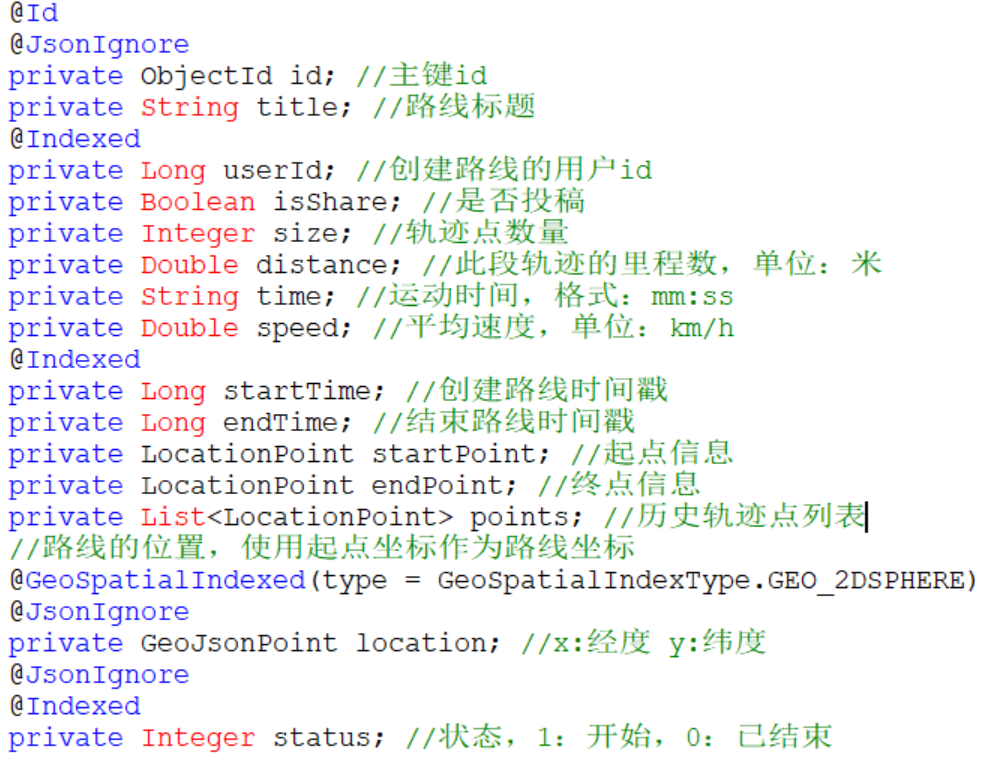 @Id
@JsonIgnore
private ObjectId id; //主键id
private String title; //路线标题
@Indexed
private Long userId; //创建路线的用户id
private Boolean isShare; //是否投稿
private Integer size; //轨迹点数量
private Double distance; //此段轨迹的里程数，单位：米
private String time; //运动时间，格式：mm:ss
private Double speed; //平均速度，单位：km/h
@Indexed
private Long startTime; //创建路线时间戳
private Long endTime; //结束路线时间戳
private LocationPoint startPoint; //起点信息
private LocationPoint endPoint; //终点信息
private List<LocationPoint> points; //历史轨迹点列表
//路线的位置，使用起点坐标作为路线坐标
@GeoSpatialIndexed(type = GeoSpatialIndexType.GEO_2DSPHERE)
@JsonIgnore
private GeoJsonPoint location; //x:经度 y:纬度
@JsonIgnore
@Indexed
private Integer status; //状态，1：开始，0：已结束